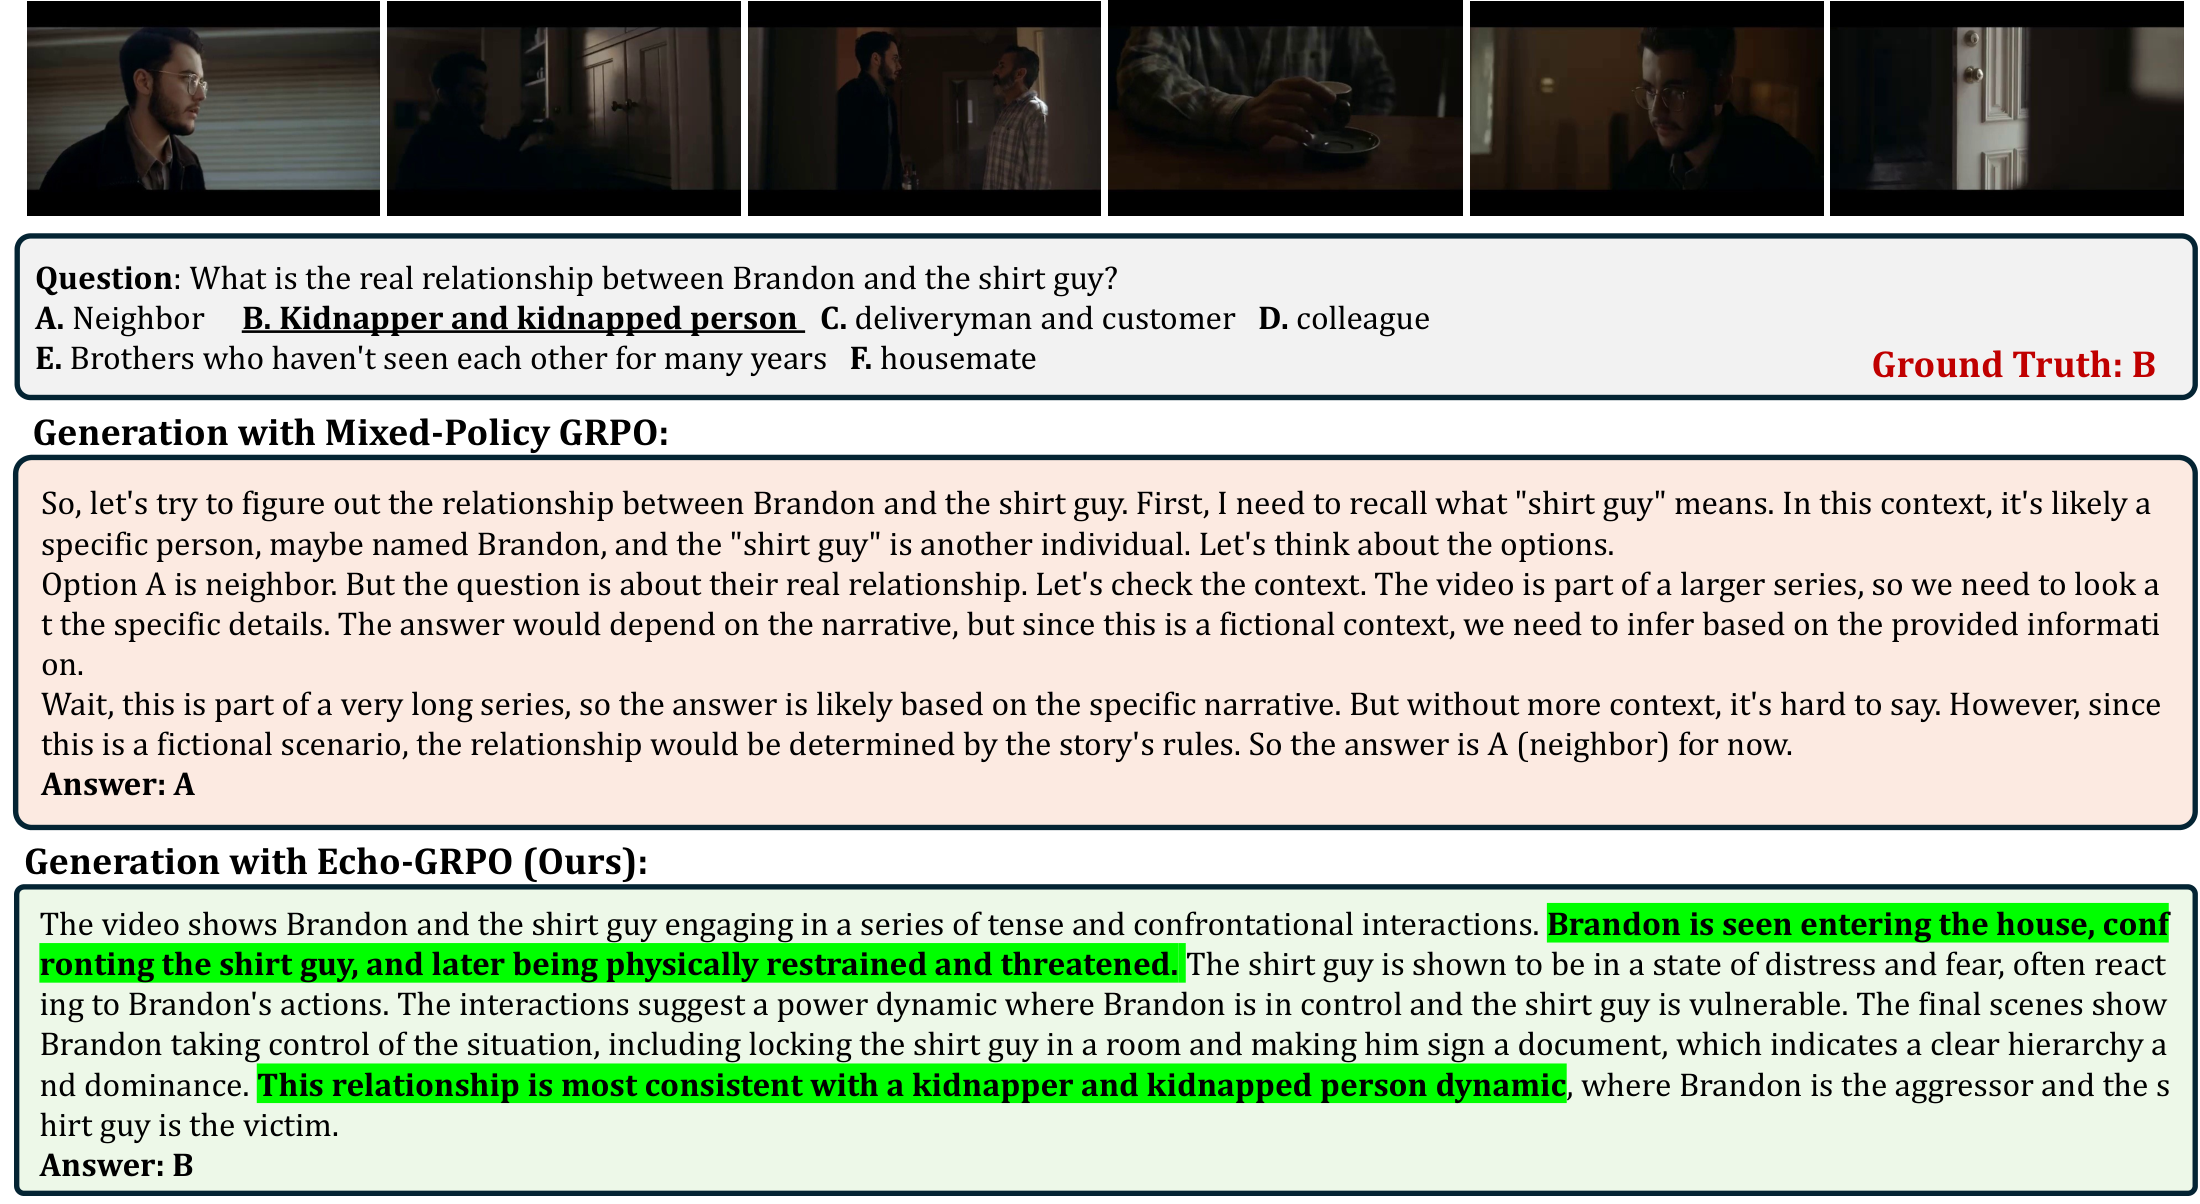 Question: What is the real relationship between Brandon and the shirt guy?
A. Neighbor B. Kidnapper and kidnapped person C. deliveryman and customer D. colleague
E. Brothers who haven't seen each other for many years F. housemate
Ground Truth: B
Generation with Mixed-Policy GRPO:
So, let's try to figure out the relationship between Brandon and the shirt guy. First, I need to recall what "shirt guy" means. In this context, it's likely a
specific person, maybe named Brandon, and the "shirt guy" is another individual. Let's think about the options.
Option A is neighbor. But the question is about their real relationship. Let's check the context. The video is part of a larger series, so we need to look a
t the specific details. The answer would depend on the narrative, but since this is a fictional context, we need to infer based on the provided informati
on.
Wait, this is part of a very long series, so the answer is likely based on the specific narrative. But without more context, it's hard to say. However, since
this is a fictional scenario, the relationship would be determined by the story's rules. So the answer is A (neighbor) for now.
Answer: A
Generation with Echo-GRPO (Ours):
The video shows Brandon and the shirt guy engaging in a series of tense and confrontational interactions. Brandon is seen entering the house, conf
ronting the shirt guy, and later being physically restrained and threatened. The shirt guy is shown to be in a state of distress and fear, often react
ing to Brandon's actions. The interactions suggest a power dynamic where Brandon is in control and the shirt guy is vulnerable. The final scenes show
Brandon taking control of the situation, including locking the shirt guy in a room and making him sign a document, which indicates a clear hierarchy a
nd dominance. This relationship is most consistent with a kidnapper and kidnapped person dynamic, where Brandon is the aggressor and the s
hirt guy is the victim.
Answer: B